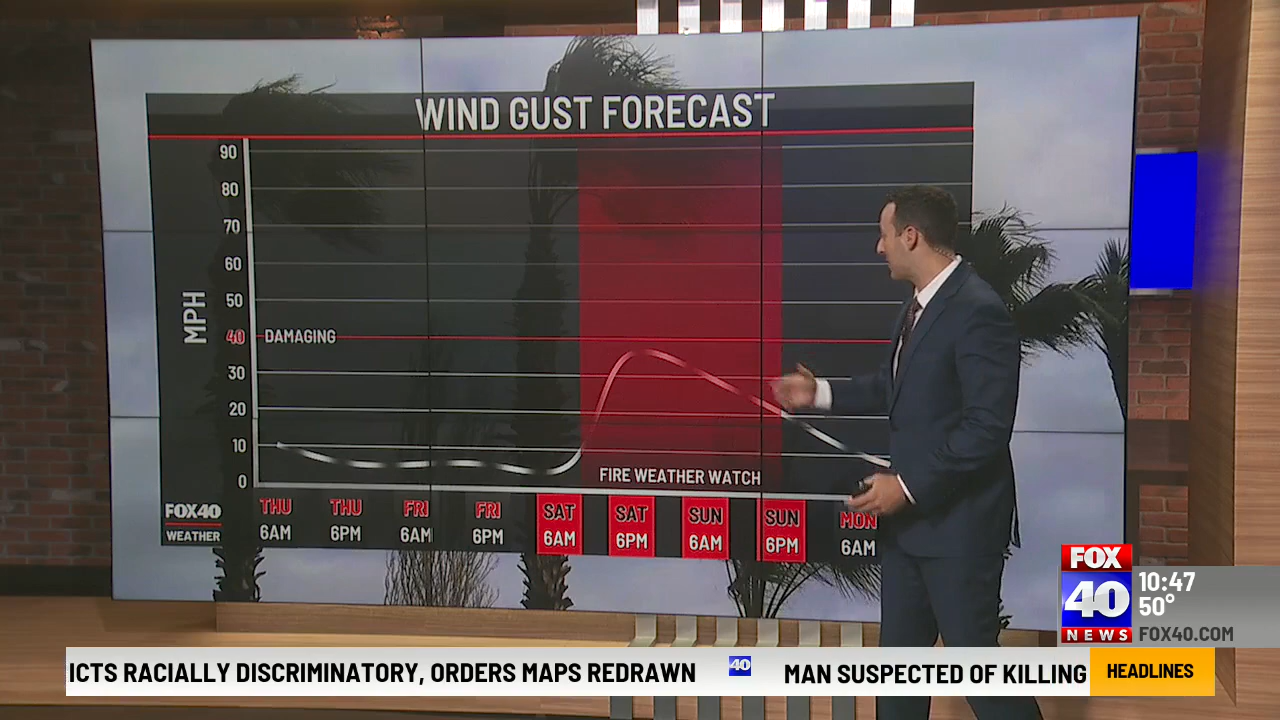 WIND GUST FORECAST
90
80
70
60
50
MPH
40 DAMAGING
30
20
10
0
FIRE WEATHER WATCH
FOX40
WEATHER
THU
6AM
THU
6PM
FRI
6AM
FRI
6PM
SAT
6AM
SAT
6PM
SUN
6AM
SUN
6PM
MON
6AM
FOX
40
NEWS
10:47
50°
FOX40.COM
ICTS RACIALLY DISCRIMINATORY, ORDERS MAPS REDRAWN 40 MAN SUSPECTED OF KILLING
HEADLINES